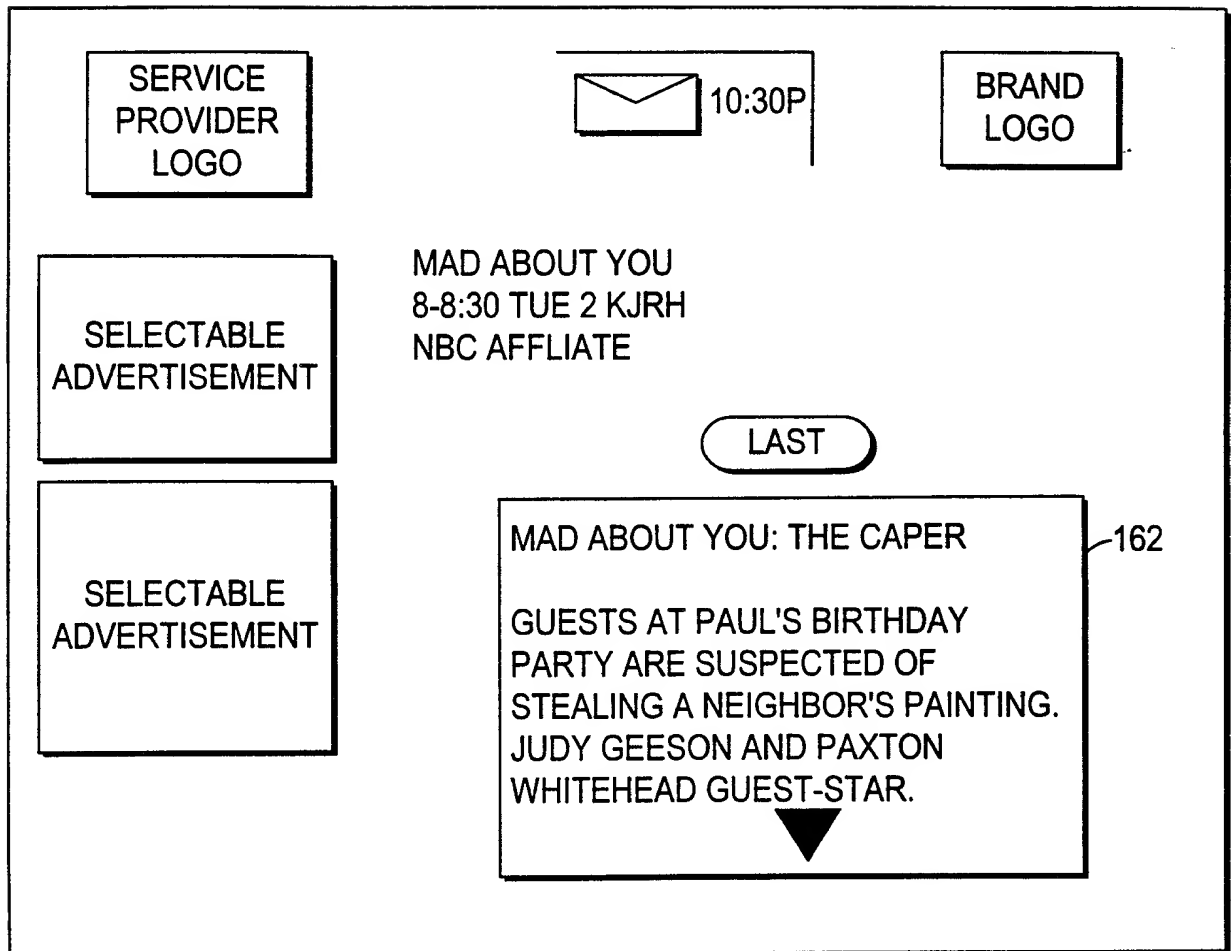 SERVICE
PROVIDER
LOGO
10:30P
BRAND
LOGO
SELECTABLE
ADVERTISEMENT
MAD ABOUT YOU
8-8:30 TUE 2 KJRH
NBC AFFLIATE
LAST
SELECTABLE
ADVERTISEMENT
MAD ABOUT YOU: THE CAPER
162
GUESTS AT PAUL'S BIRTHDAY
PARTY ARE SUSPECTED OF
STEALING A NEIGHBOR'S PAINTING.
JUDY GEESON AND PAXTON
WHITEHEAD GUEST-STAR.